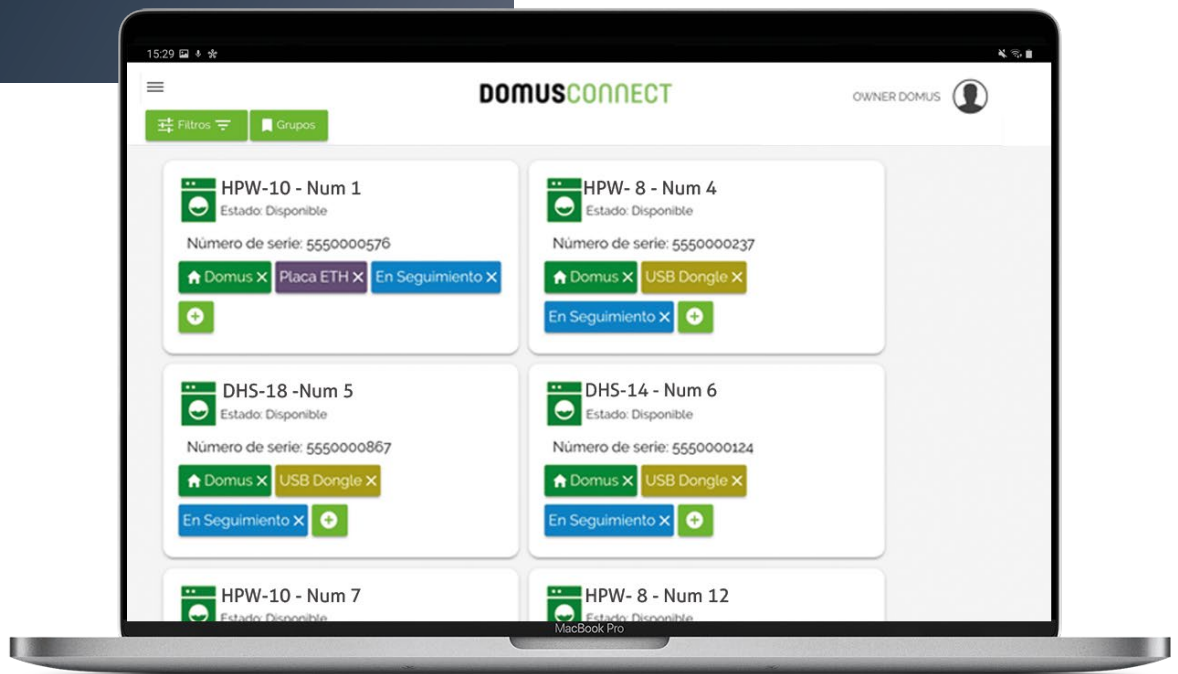 15:29
DOMUSCONNECT
OWNER DOMUS
Filtros
Grupos
HPW-10 - Num 1
Estado: Disponible
Número de serie: 5550000576
Domus X Placa ETH X En Seguimiento X
HPW- 8 - Num 4
Estado: Disponible
Número de serie: 5550000237
Domus X USB Dongle X
En Seguimiento X
DHS-18 -Num 5
Estado: Disponible
Número de serie: 5550000867
Domus X USB Dongle X
En Seguimiento X
DHS-14 - Num 6
Estado: Disponible
Número de serie: 5550000124
Domus X USB Dongle X
En Seguimiento X
HPW-10 - Num 7
Estado: Disponible
HPW- 8 - Num 12
Estado: Disponible
MacBook Pro